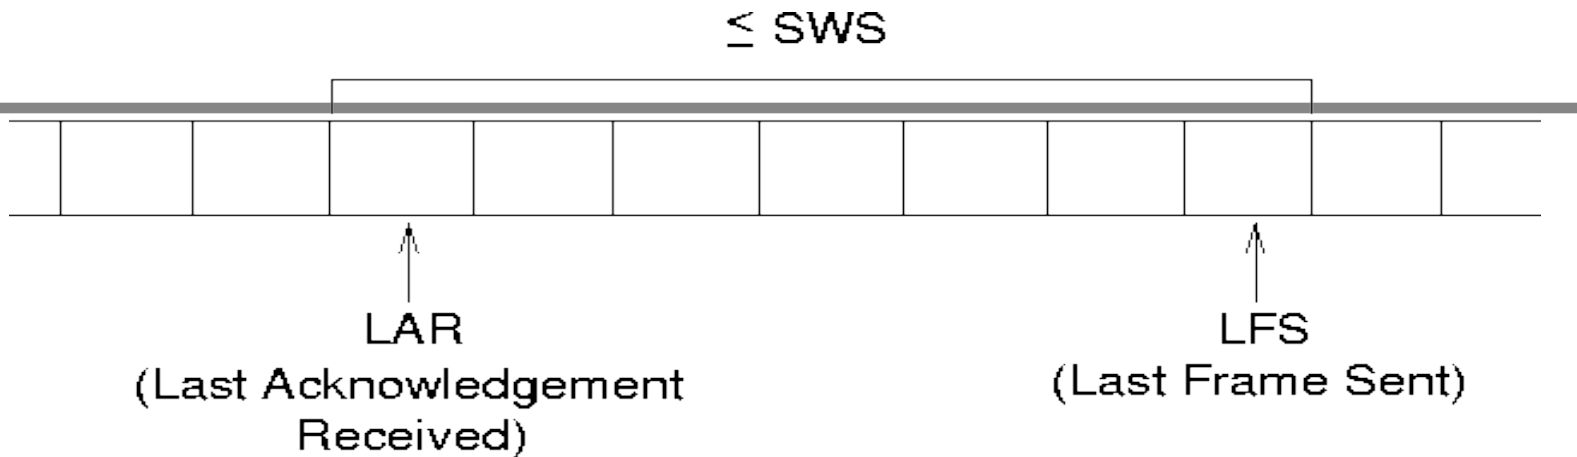 ≤ SWS
LAR
(Last Acknowledgement
Received)
LFS
(Last Frame Sent)